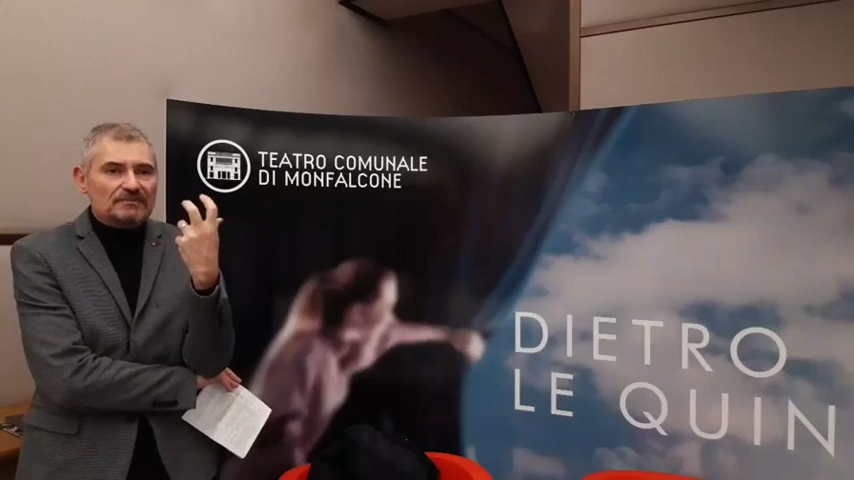 TEATRO COMUNALE
DI MONFALCONE
DIETRO
LE QUIN